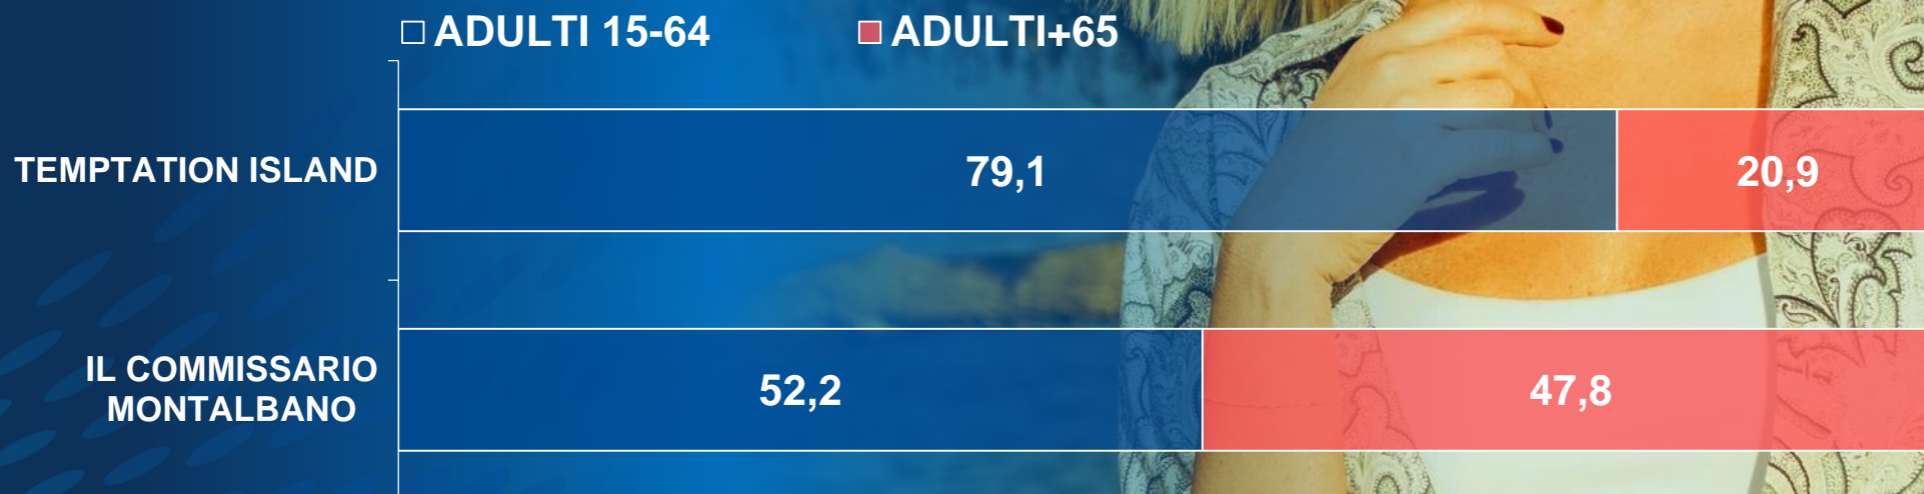 ADULTI 15-64 ADULTI+65
TEMPTATION ISLAND 79,1 20,9
IL COMMISSARIO
MONTALBANO 52,2 47,8